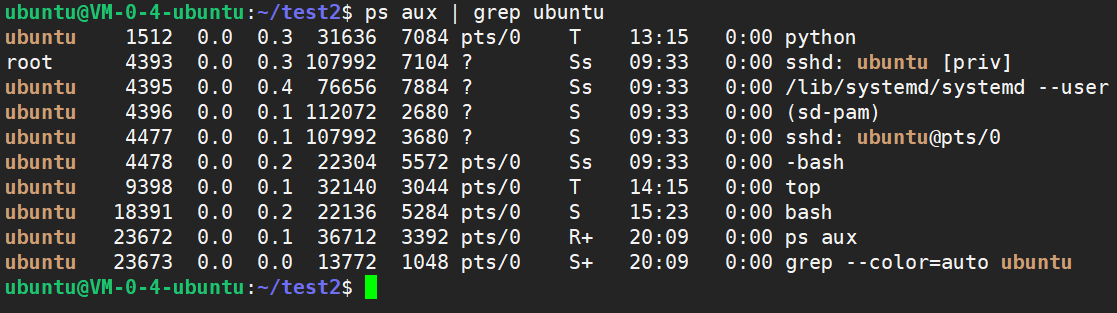 ubuntu@VM-0-4-ubuntu:~/test2$ ps aux | grep ubuntu
ubuntu    1512  0.0  0.3  31636  7084 pts/0    T    13:15   0:00 python
root      4393  0.0  0.3 107992  7104 ?        Ss   09:33   0:00 sshd: ubuntu [priv]
ubuntu    4395  0.0  0.4  76656  7884 ?        Ss   09:33   0:00 /lib/systemd/systemd --user
ubuntu    4396  0.0  0.1 112072  2680 ?        S    09:33   0:00 (sd-pam)
ubuntu    4477  0.0  0.1 107992  3680 ?        S    09:33   0:00 sshd: ubuntu@pts/0
ubuntu    4478  0.0  0.2  22304  5572 pts/0    Ss   09:33   0:00 -bash
ubuntu    9398  0.0  0.1  32140  3044 pts/0    T    14:15   0:00 top
ubuntu   18391  0.0  0.2  22136  5284 pts/0    S    15:23   0:00 bash
ubuntu   23672  0.0  0.1  36712  3392 pts/0    R+   20:09   0:00 ps aux
ubuntu   23673  0.0  0.0  13772  1048 pts/0    S+   20:09   0:00 grep --color=auto ubuntu
ubuntu@VM-0-4-ubuntu:~/test2$